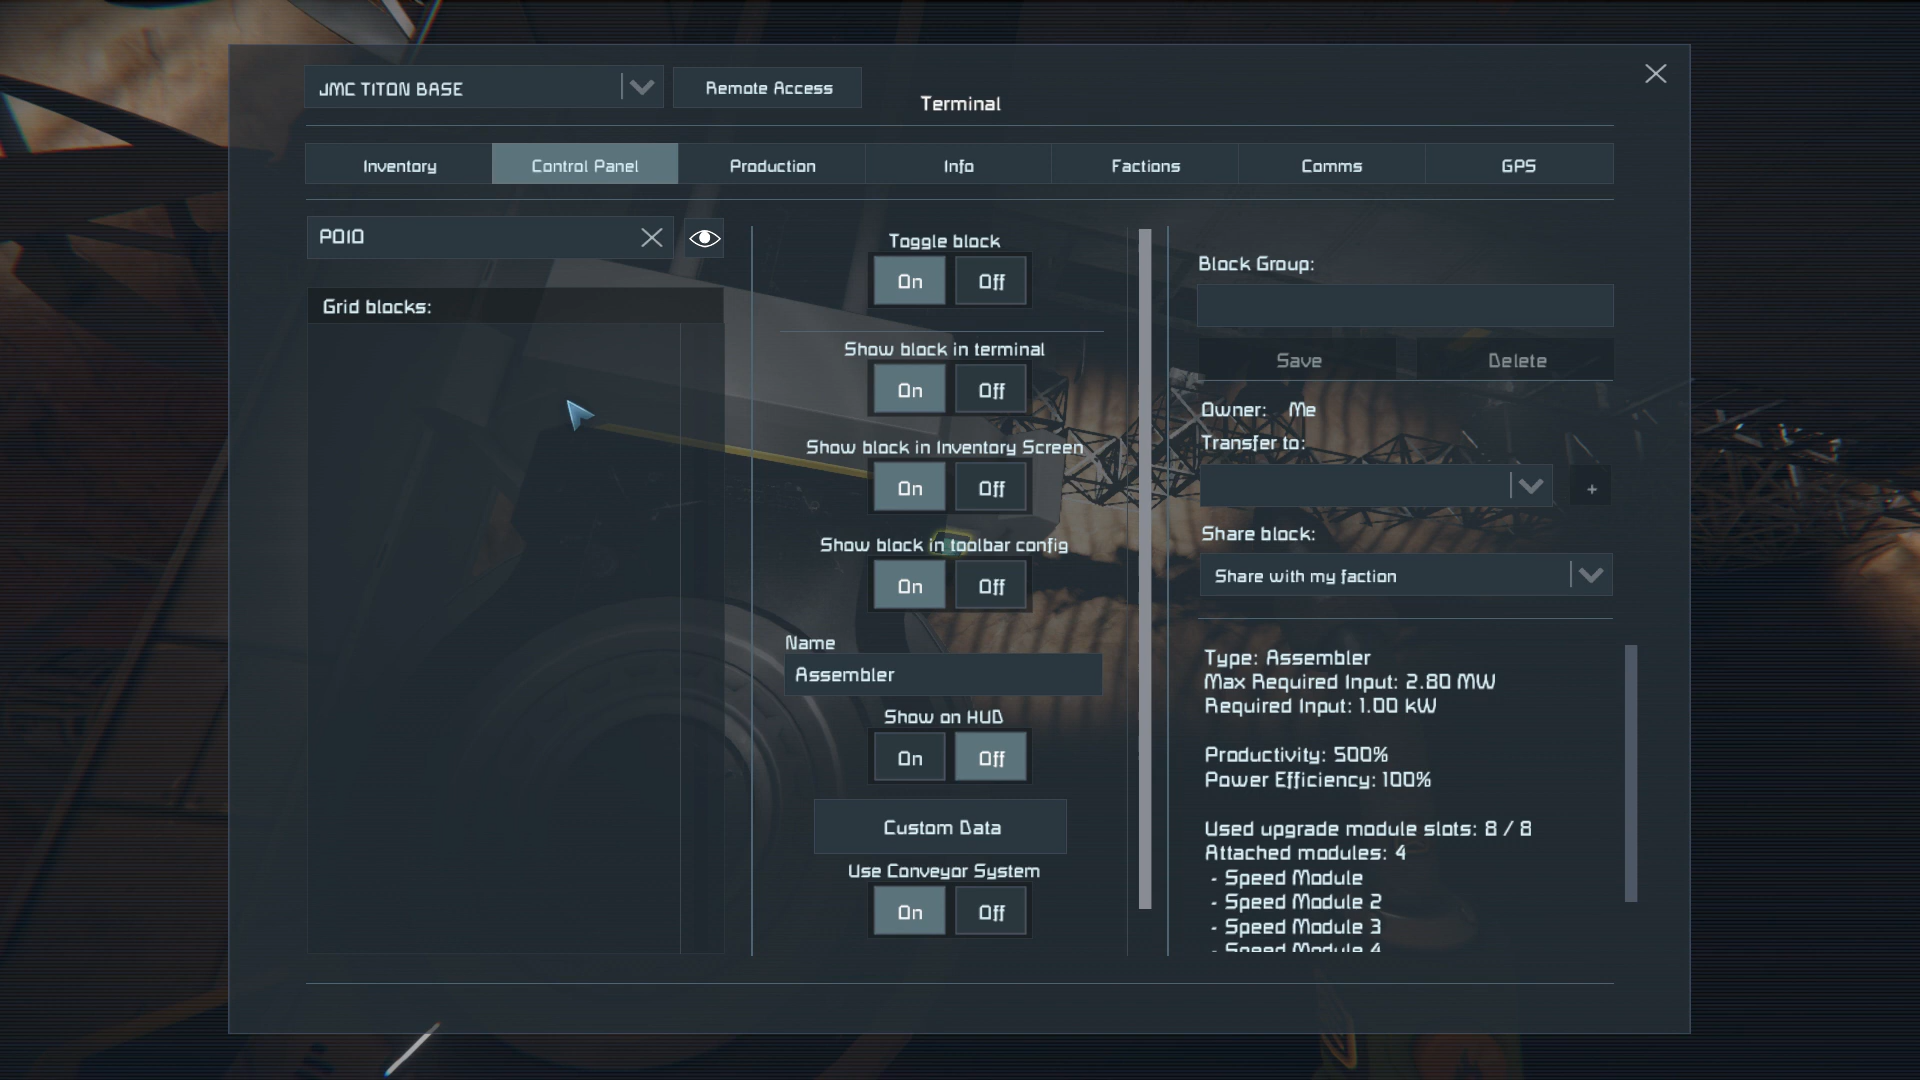 JMC TITON BASE
Remote Access
Terminal
Inventory
Control Panel
Production
Info
Factions
Comms
GPS
POIO
Grid blocks:
Toggle block
On
Off
Show block in terminal
On
Off
Show block in Inventory Screen
On
Off
Show block in toolbar config
On
Off
Name
Assembler
Show on HUD
On
Off
Custom Data
Use Conveyor System
On
Off
Block Group:
Save
Delete
Owner: Me
Transfer to:
+
Share block:
Share with my faction
Type: Assembler
Max Required Input: 2.80 MW
Required Input: 1.00 kW
Productivity: 500%
Power Efficiency: 100%
Used upgrade module slots: 8 / 8
Attached modules: 4
- Speed Module
- Speed Module 2
- Speed Module 3
- Speed Module 4